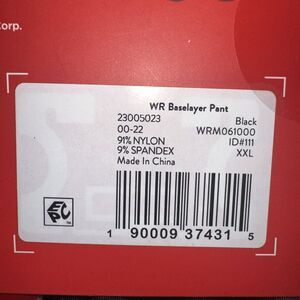 Corp.
WR Baselayer Pant
23005023 Black
00-22 WRM061000
91% NYLON ID#111
9% SPANDEX XXL
Made In China
EPC
1 90009 37431 5